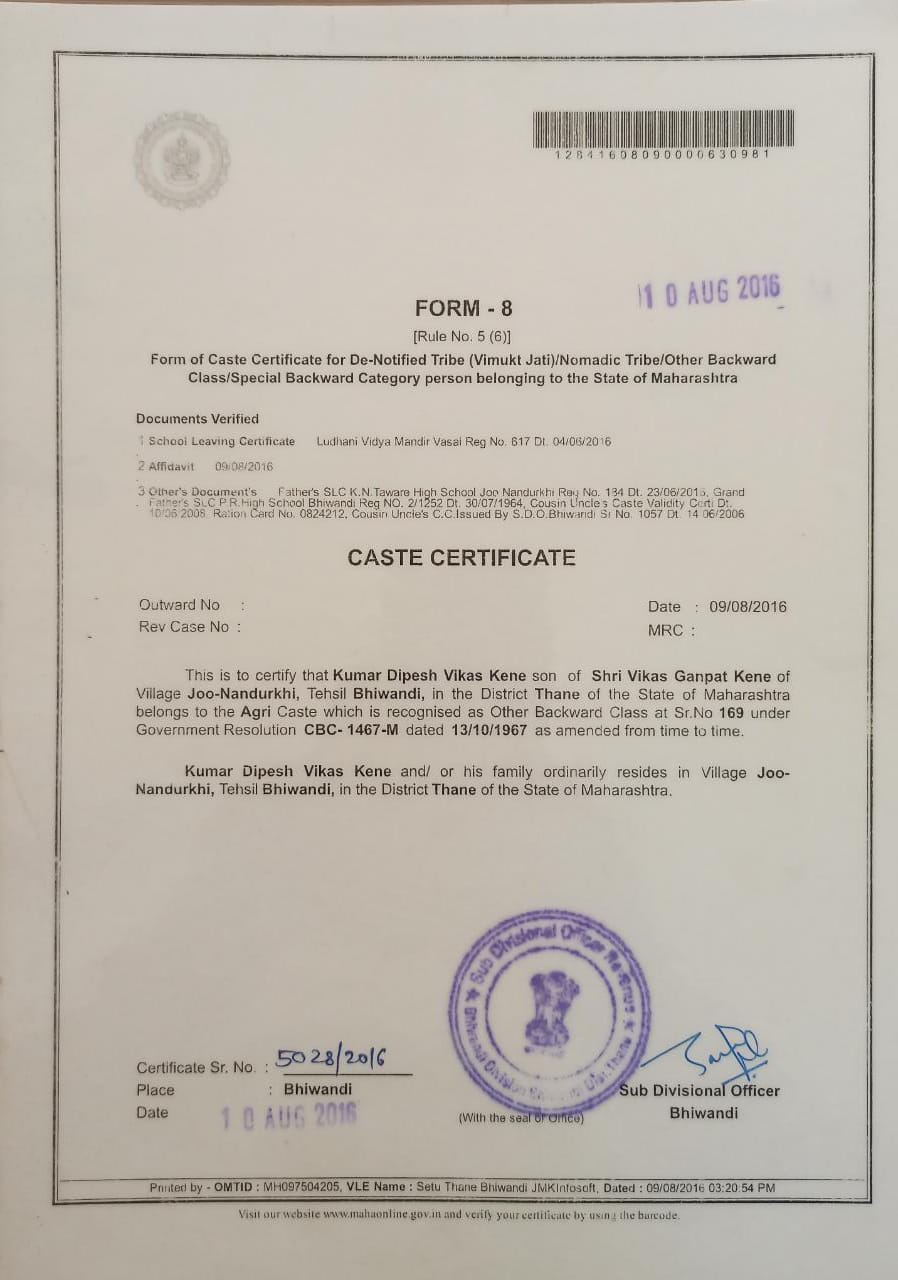 12841608090000630981
10 AUG 2016
FORM - 8
[Rule No. 5 (6)]
Form of Caste Certificate for De-Notified Tribe (Vimukt Jati)/Nomadic Tribe/Other Backward
Class/Special Backward Category person belonging to the State of Maharashtra
Documents Verified
1 School Leaving Certificate Ludhani Vidya Mandir Vasai Reg No. 617 Dt. 04/06/2016
2 Affidavit 09/08/2016
3 Other's Document's Father's SLC K.N.Taware High School Joo Nandurkhi Reg No. 134 Dt. 23/06/2015, Grand
Father's SLC P.R.High School Bhiwandi Reg NO. 2/1252 Dt. 30/07/1964, Cousin Uncle's Caste Validity Certi Dt.
10/06/2008, Ration Card No. 0824212, Cousin Uncle's C.C.Issued By S.D.O.Bhiwandi Sr No. 1057 Dt. 14 06/2006
CASTE CERTIFICATE
Outward No :
Date : 09/08/2016
Rev Case No :
MRC :
This is to certify that Kumar Dipesh Vikas Kene son of Shri Vikas Ganpat Kene of
Village Joo-Nandurkhi, Tehsil Bhiwandi, in the District Thane of the State of Maharashtra
belongs to the Agri Caste which is recognised as Other Backward Class at Sr.No 169 under
Government Resolution CBC- 1467-M dated 13/10/1967 as amended from time to time.
Kumar Dipesh Vikas Kene and/ or his family ordinarily resides in Village Joo-
Nandurkhi, Tehsil Bhiwandi, in the District Thane of the State of Maharashtra.
Sub Divisional Officer Revenue
Bhiwandi Division Dist. Thane
Certificate Sr. No. : 5028/2016
Place : Bhiwandi
Date 10 AUG 2016
(With the seal of Office)
Sub Divisional Officer
Bhiwandi
Printed by - OMTID : MH097504205, VLE Name : Setu Thane Bhiwandi JMKInfosoft, Dated : 09/08/2016 03:20:54 PM
Visit our website www.mahaonline.gov.in and verify your certificate by using the barcode.